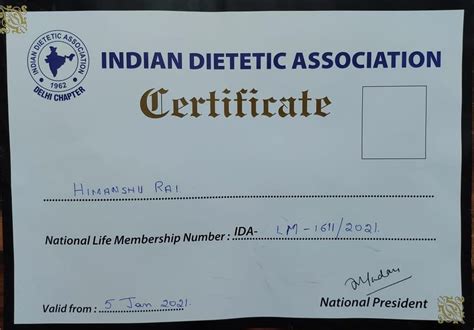 INDIAN DIETETIC ASSOCIATION
1962
DELHI CHAPTER
INDIAN DIETETIC ASSOCIATION
Certificate
HIMANSHU RAI
National Life Membership Number : IDA- LM-1611/2021
Valid from : 5 Jan 2021.
National President